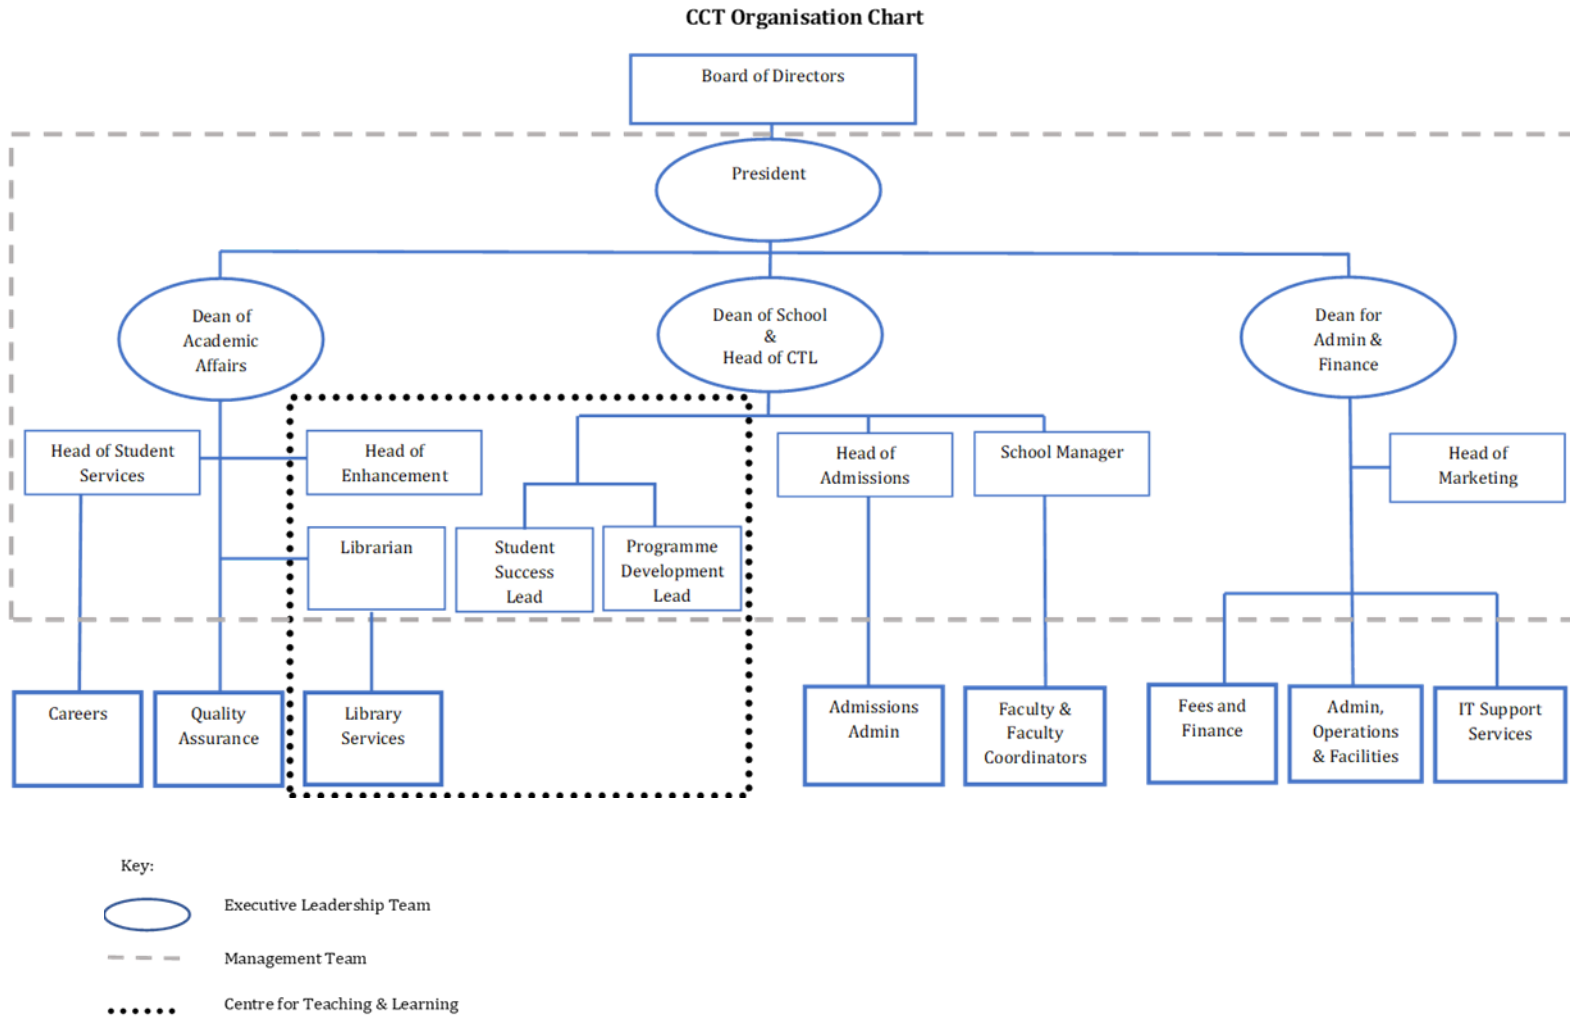 CCT Organisation Chart
Board of Directors
President
Dean of
Academic
Affairs
Dean of School
&
Head of CTL
Dean for
Admin &
Finance
Head of Student
Services
Head of
Enhancement
Head of
Admissions
School Manager
Head of
Marketing
Librarian
Student
Success
Lead
Programme
Development
Lead
Careers
Quality
Assurance
Library
Services
Admissions
Admin
Faculty &
Faculty
Coordinators
Fees and
Finance
Admin,
Operations
& Facilities
IT Support
Services
Key:
Executive Leadership Team
Management Team
Centre for Teaching & Learning